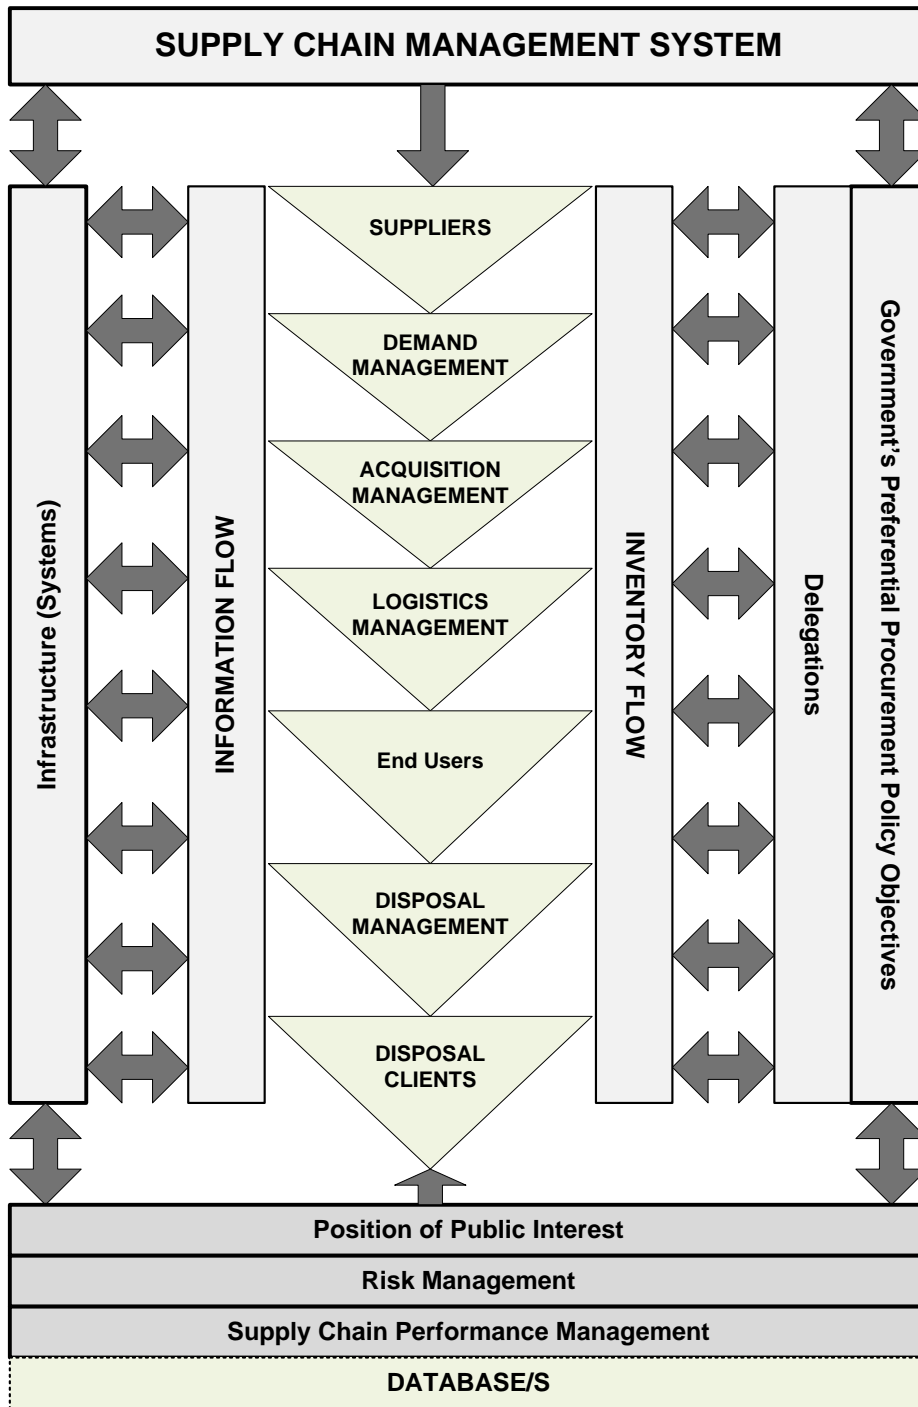 SUPPLY CHAIN MANAGEMENT SYSTEM
Infrastructure (Systems)
INFORMATION FLOW
SUPPLIERS
DEMAND
MANAGEMENT
ACQUISITION
MANAGEMENT
LOGISTICS
MANAGEMENT
End Users
DISPOSAL
MANAGEMENT
DISPOSAL
CLIENTS
INVENTORY FLOW
Delegations
Government's Preferential Procurement Policy Objectives
Position of Public Interest
Risk Management
Supply Chain Performance Management
DATABASE/S